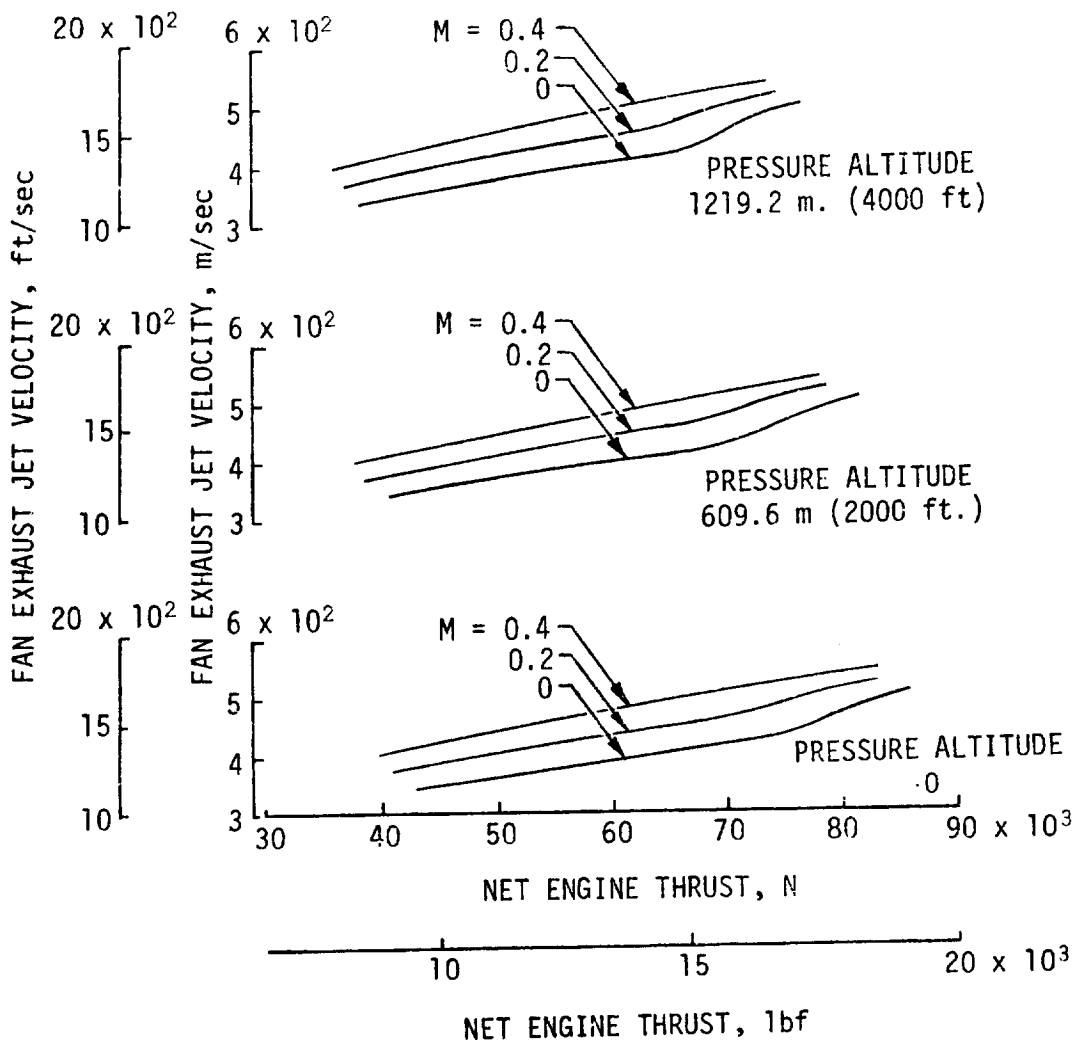 FAN EXHAUST JET VELOCITY, ft/sec
FAN EXHAUST JET VELOCITY, m/sec
20 x 10²
15
10
6 x 10²
5
4
3
M = 0.4
0.2
0
PRESSURE ALTITUDE
1219.2 m. (4000 ft)
20 x 10²
15
10
6 x 10²
5
4
3
M = 0.4
0.2
0
PRESSURE ALTITUDE
609.6 m (2000 ft.)
20 x 10²
15
10
6 x 10²
5
4
3
M = 0.4
0.2
0
PRESSURE ALTITUDE
0
30 40 50 60 70 80 90 x 10³
NET ENGINE THRUST, N
10 15 20 x 10³
NET ENGINE THRUST, lbf